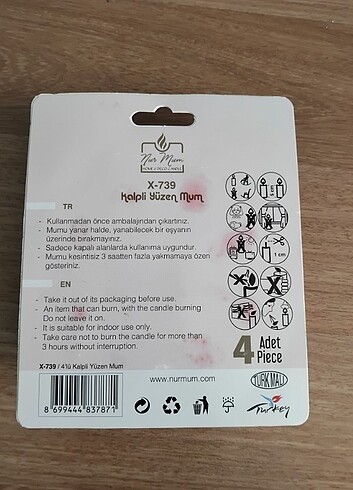 Nur Mum
HOME & DECO CANDLE
X-739
Kalpli Yüzen Mum
TR
- Kullanmadan önce ambalajından çıkartınız.
- Mumu yanar halde, yanabilecek bir eşyanın
üzerinde bırakmayınız.
- Sadece kapalı alanlarda kullanıma uygundur.
- Mumu kesintisiz 3 saatten fazla yakmamaya özen
gösteriniz.
EN
- Take it out of its packaging before use.
- An item that can burn, with the candle burning
Do not leave it on.
- It is suitable for indoor use only.
- Take care not to burn the candle for more than
3 hours without interruption.
1 cm
4 Adet
Piece
X-739 / 4'lü Kalpli Yüzen Mum
8 699444 837871
www.nurmum.com
TÜRK MALI
Turkey